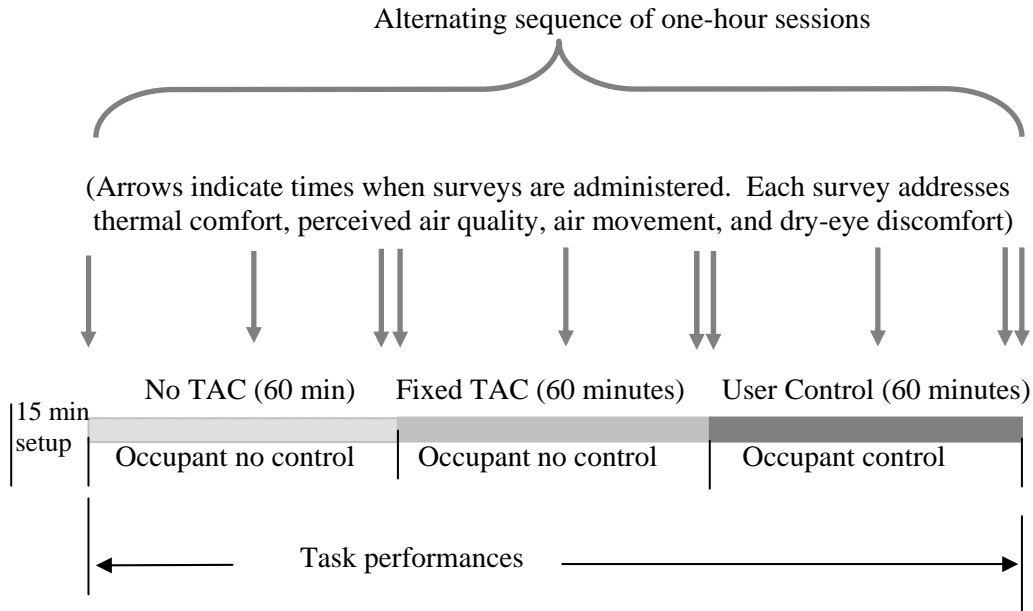 Alternating sequence of one-hour sessions
(Arrows indicate times when surveys are administered. Each survey addresses
thermal comfort, perceived air quality, air movement, and dry-eye discomfort)
No TAC (60 min)
Fixed TAC (60 minutes)
User Control (60 minutes)
15 min
setup
Occupant no control
Occupant no control
Occupant control
Task performances